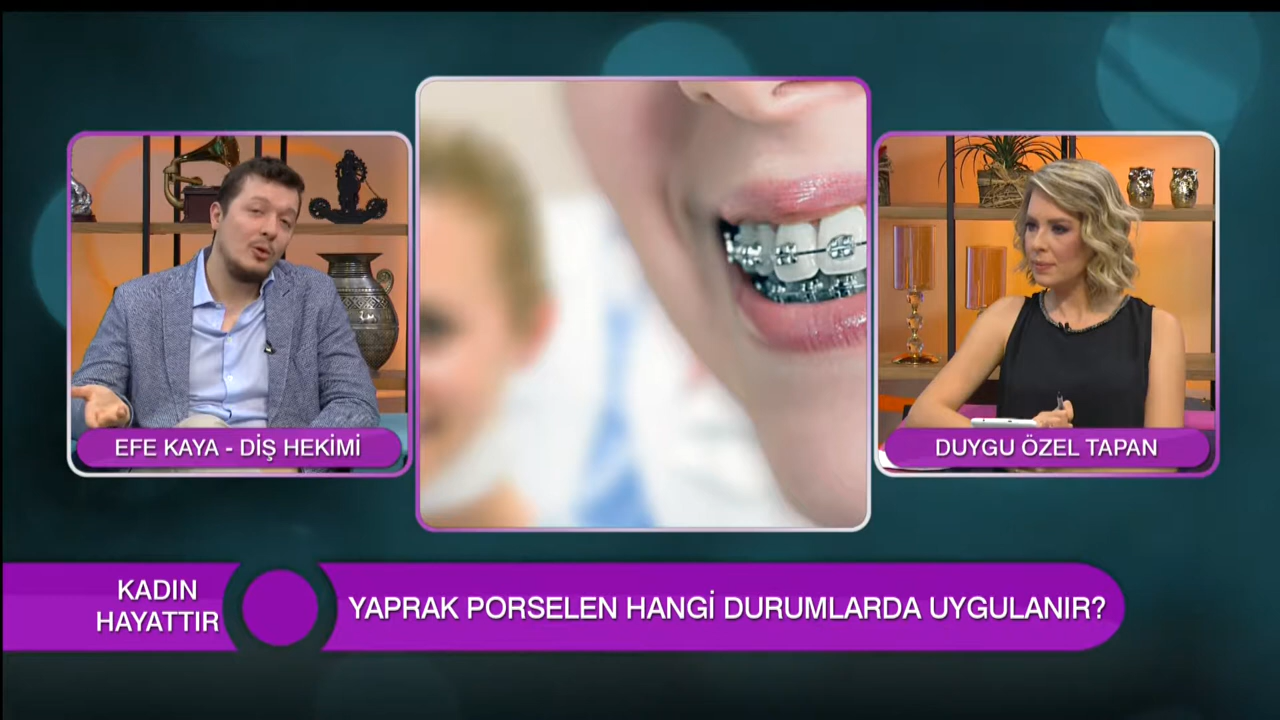 EFE KAYA - DİŞ HEKİMİ
DUYGU ÖZEL TAPAN
KADIN
HAYATTIR
YAPRAK PORSELEN HANGİ DURUMLARDA UYGULANIR?